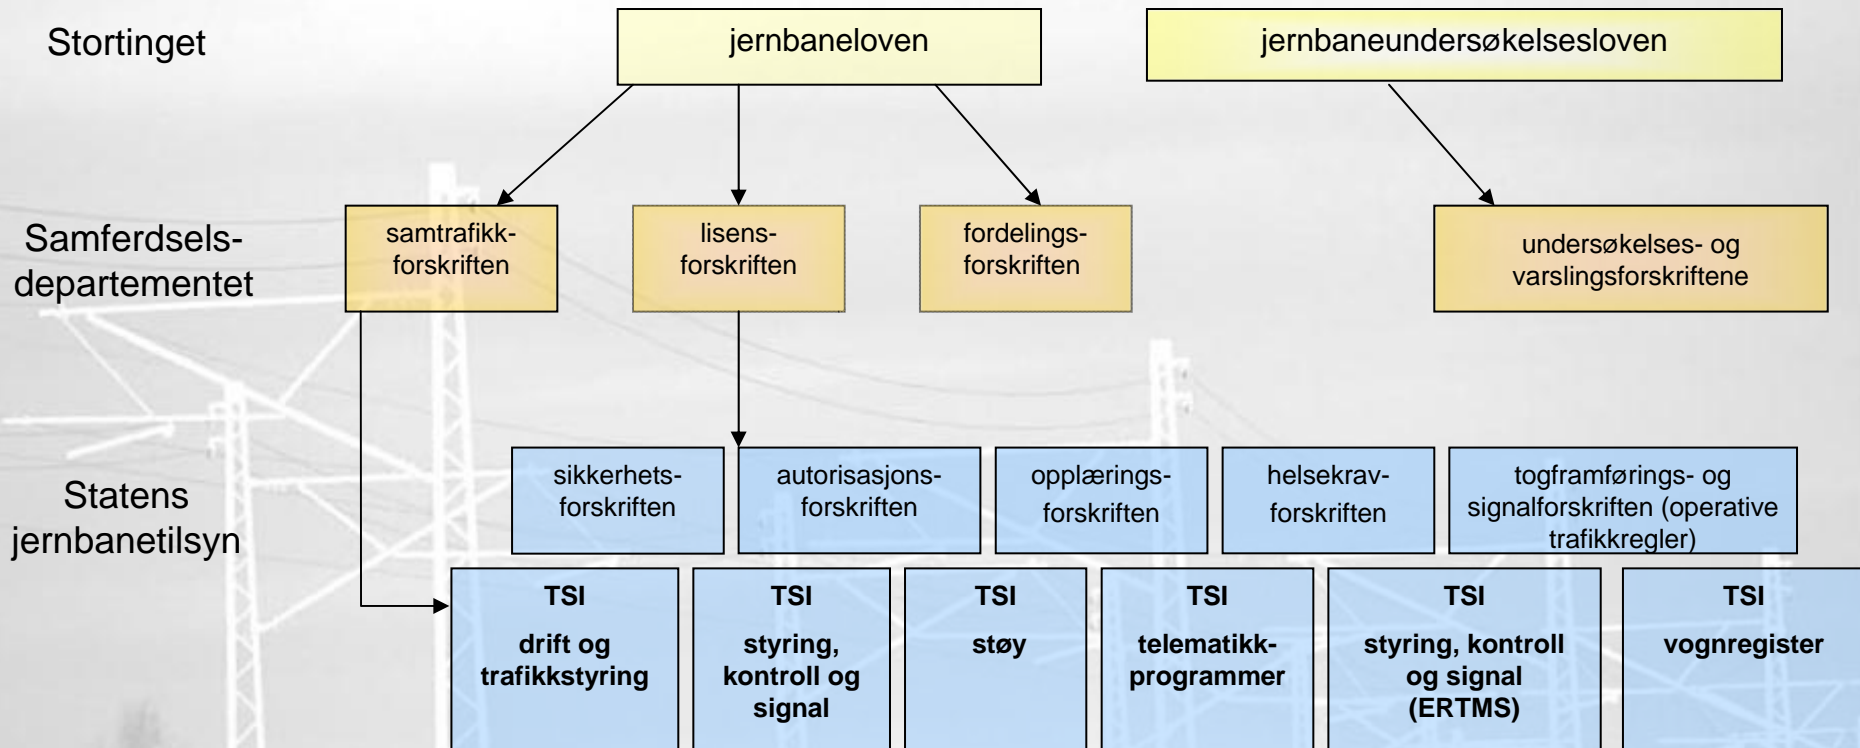 Stortinget
jernbaneloven
jernbaneundersøkelsesloven
Samferdsels-
departementet
samtrafikk-
forskriften
lisens-
forskriften
fordelings-
forskriften
undersøkelses- og
varslingsforskriftene
Statens
jernbanetilsyn
sikkerhets-
forskriften
autorisasjons-
forskriften
opplærings-
forskriften
helsekrav-
forskriften
togframførings- og
signalforskriften (operative
trafikkregler)
TSI
drift og
trafikkstyring
TSI
styring,
kontroll og
signal
TSI
støy
TSI
telematikk-
programmer
TSI
styring, kontroll
og signal
(ERTMS)
TSI
vognregister